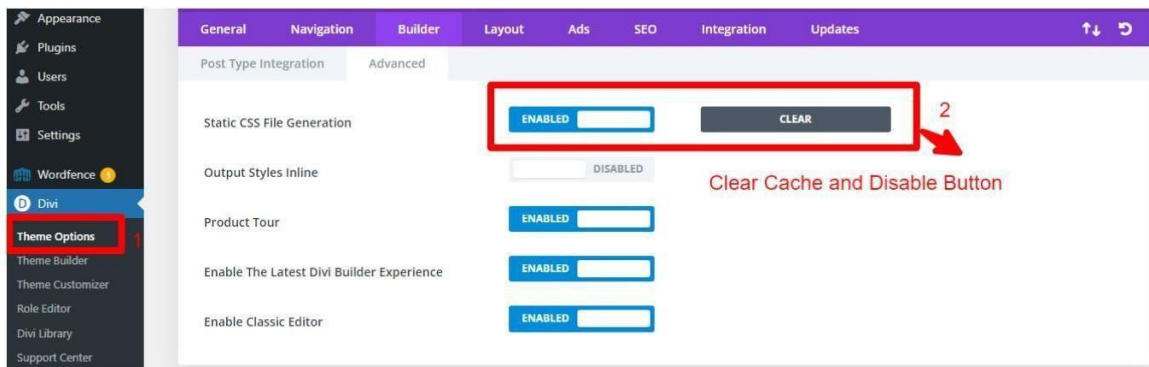 Appearance
Plugins
Users
Tools
Settings
Wordfence 3
D Divi
Theme Options 1
Theme Builder
Theme Customizer
Role Editor
Divi Library
Support Center
General Navigation Builder Layout Ads SEO Integration Updates
Post Type Integration Advanced
Static CSS File Generation ENABLED CLEAR 2
Output Styles Inline DISABLED
Clear Cache and Disable Button
Product Tour ENABLED
Enable The Latest Divi Builder Experience ENABLED
Enable Classic Editor ENABLED